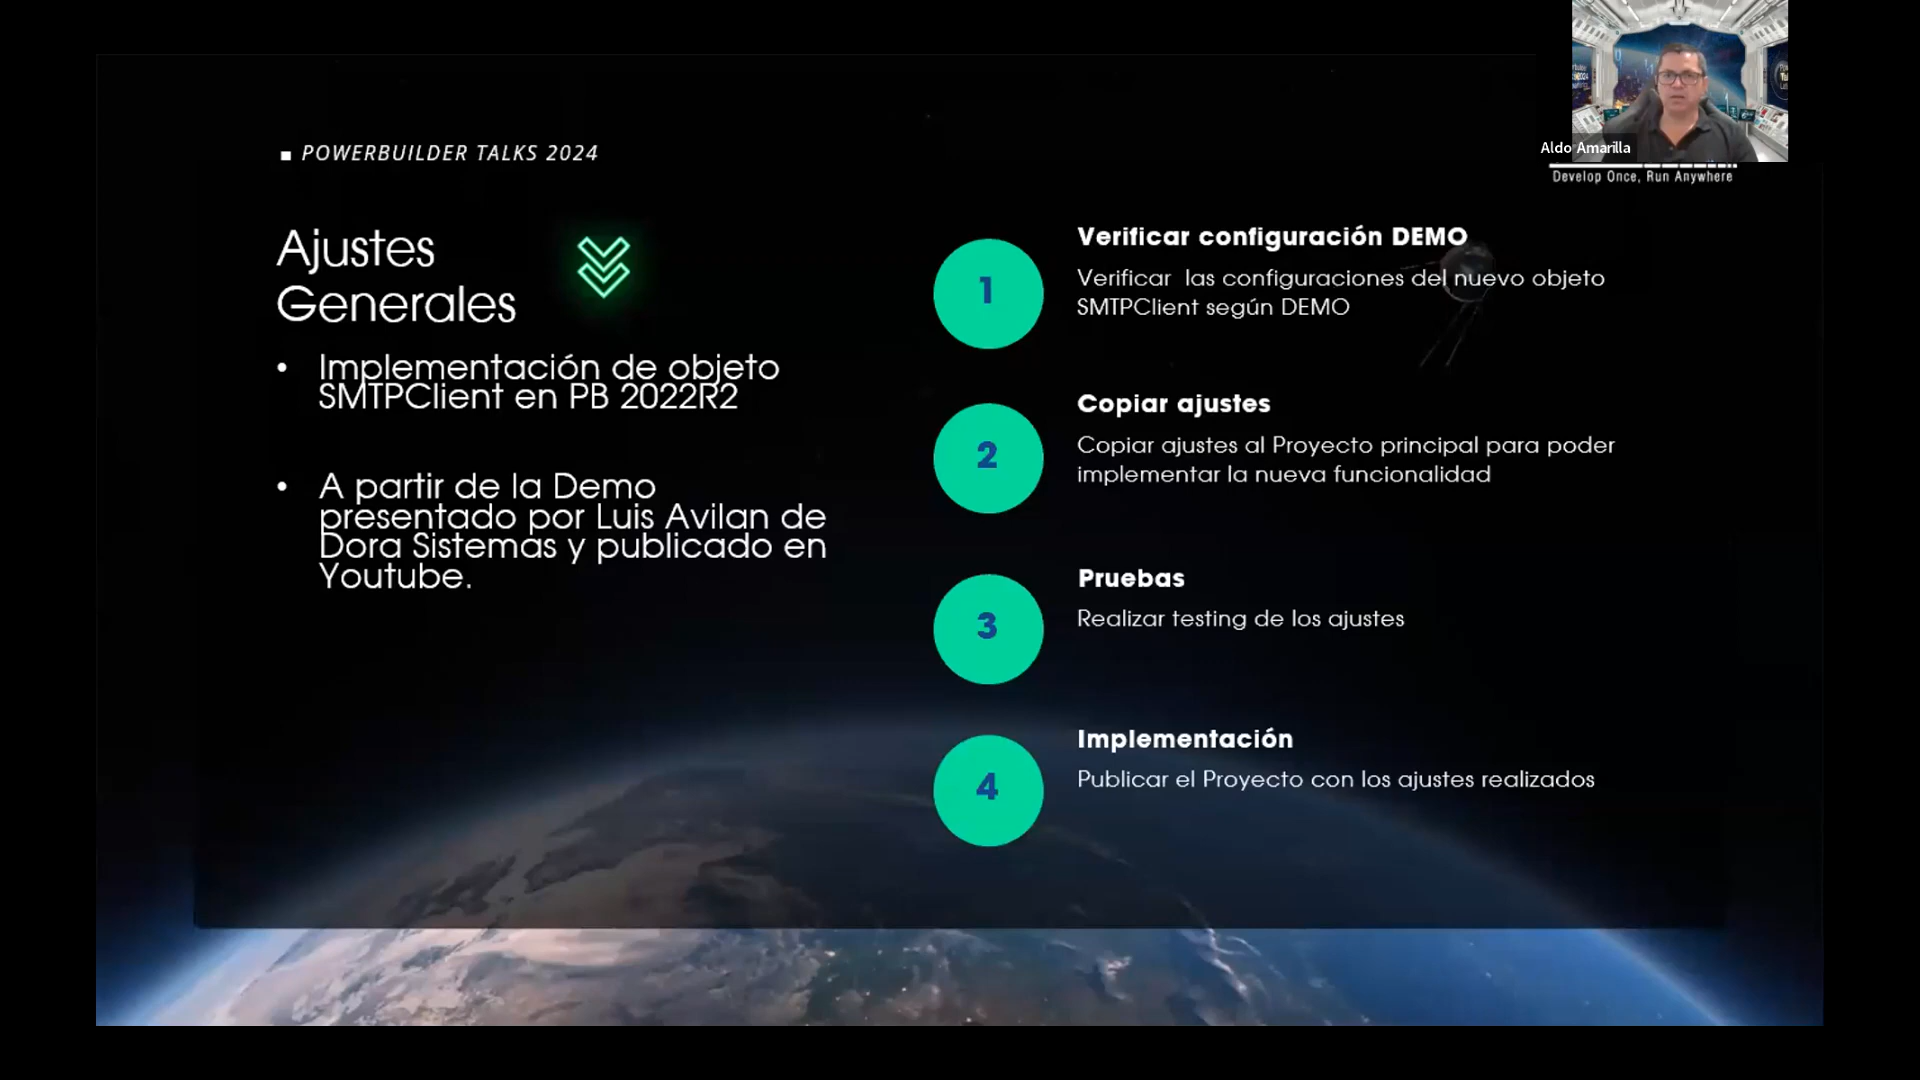 POWERBUILDER TALKS 2024
Aldo Amarilla
Develop Once, Run Anywhere
Ajustes
Generales
• Implementación de objeto
SMTPClient en PB 2022R2
• A partir de la Demo
presentado por Luis Avilan de
Dora Sistemas y publicado en
Youtube.
1
Verificar configuración DEMO
Verificar las configuraciones del nuevo objeto
SMTPClient según DEMO
2
Copiar ajustes
Copiar ajustes al Proyecto principal para poder
implementar la nueva funcionalidad
3
Pruebas
Realizar testing de los ajustes
4
Implementación
Publicar el Proyecto con los ajustes realizados